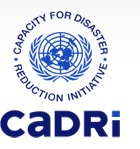 CAPACITY FOR DISASTER
REDUCTION INITIATIVE
CaDRi